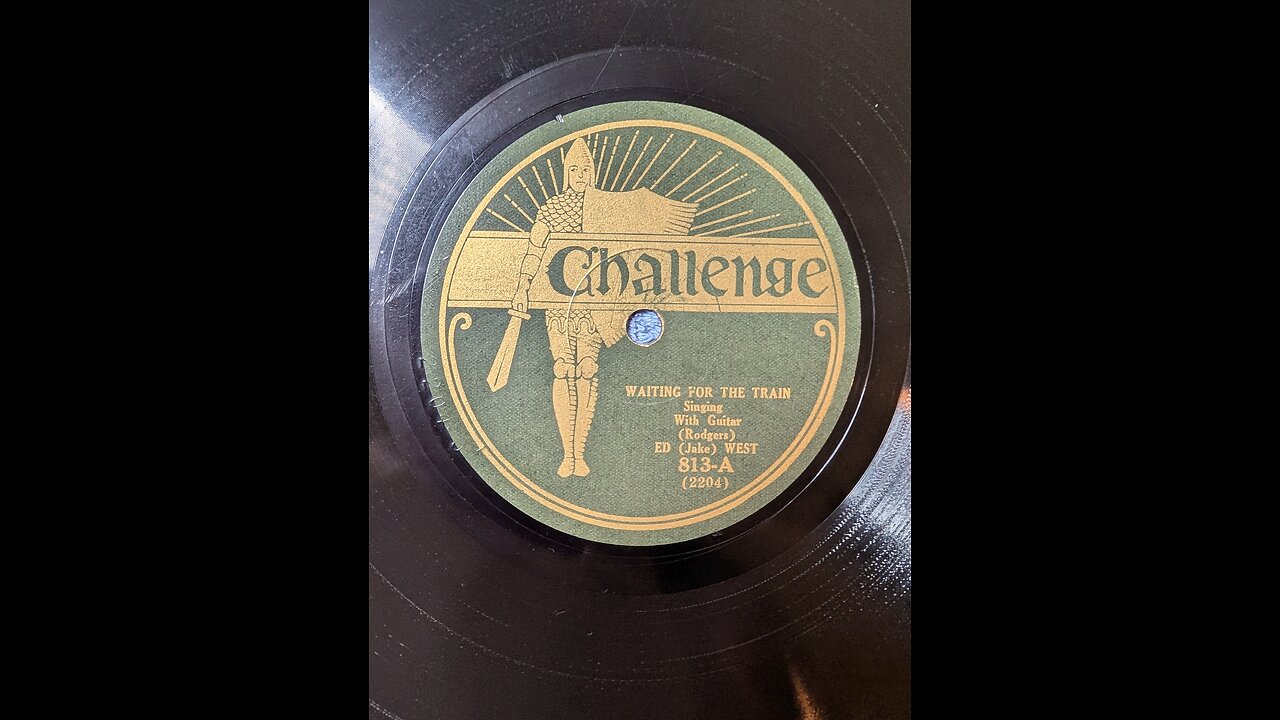 Challenge
WAITING FOR THE TRAIN
Singing
With Guitar
(Rodgers)
ED (Jake) WEST
813-A
(2204)